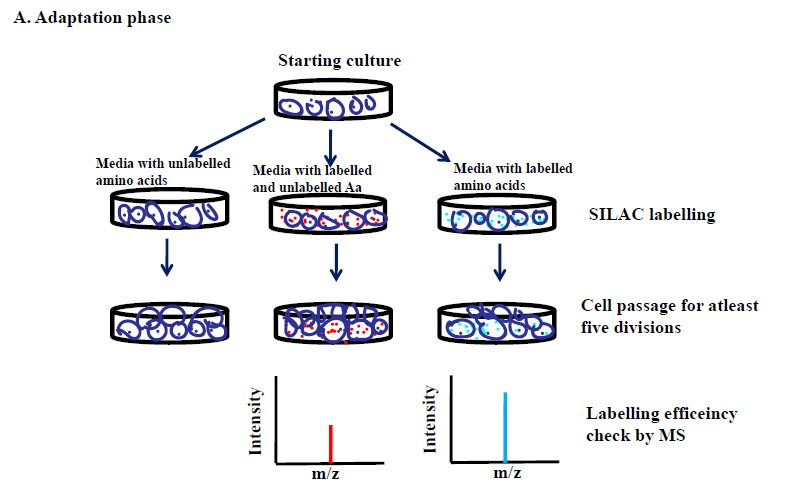 A. Adaptation phase
Starting culture
Media with unlabelled
amino acids
Media with labelled
and unlabelled Aa
Media with labelled
amino acids
SILAC labelling
Cell passage for atleast
five divisions
Intensity
m/z
Intensity
m/z
Labelling efficeincy
check by MS